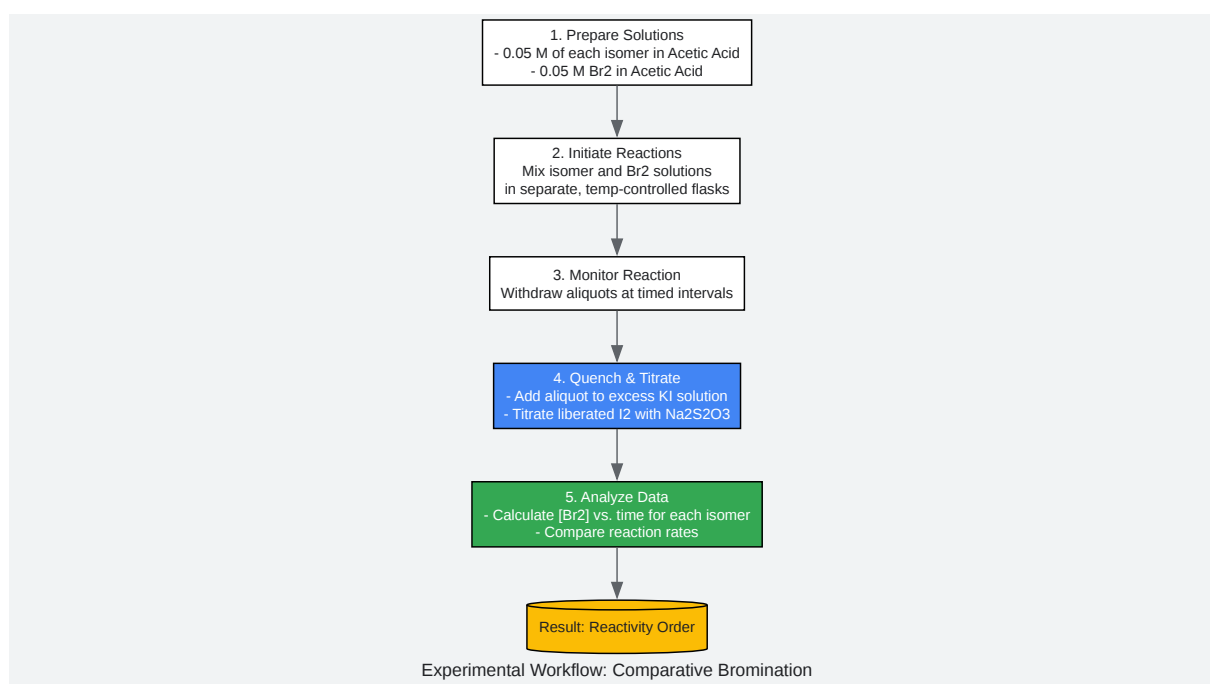 1. Prepare Solutions
- 0.05 M of each isomer in Acetic Acid
- 0.05 M Br2 in Acetic Acid
2. Initiate Reactions
Mix isomer and Br2 solutions
in separate, temp-controlled flasks
3. Monitor Reaction
Withdraw aliquots at timed intervals
4. Quench & Titrate
- Add aliquot to excess KI solution
- Titrate liberated I2 with Na2S2O3
5. Analyze Data
- Calculate [Br2] vs. time for each isomer
- Compare reaction rates
Result: Reactivity Order
Experimental Workflow: Comparative Bromination